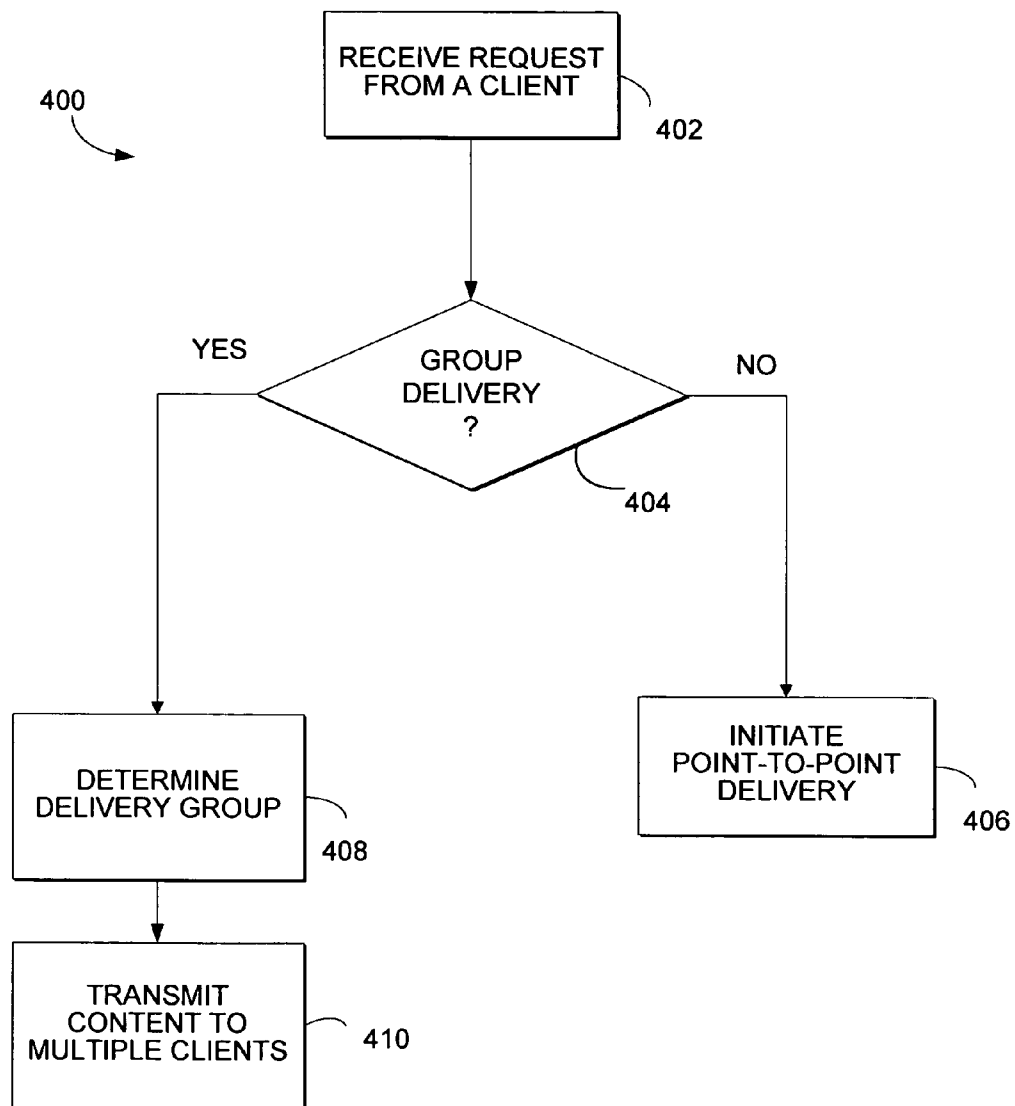 RECEIVE REQUEST
FROM A CLIENT
400
402
YES
GROUP
DELIVERY
?
NO
404
DETERMINE
DELIVERY GROUP
408
INITIATE
POINT-TO-POINT
DELIVERY
406
TRANSMIT
CONTENT TO
MULTIPLE CLIENTS
410